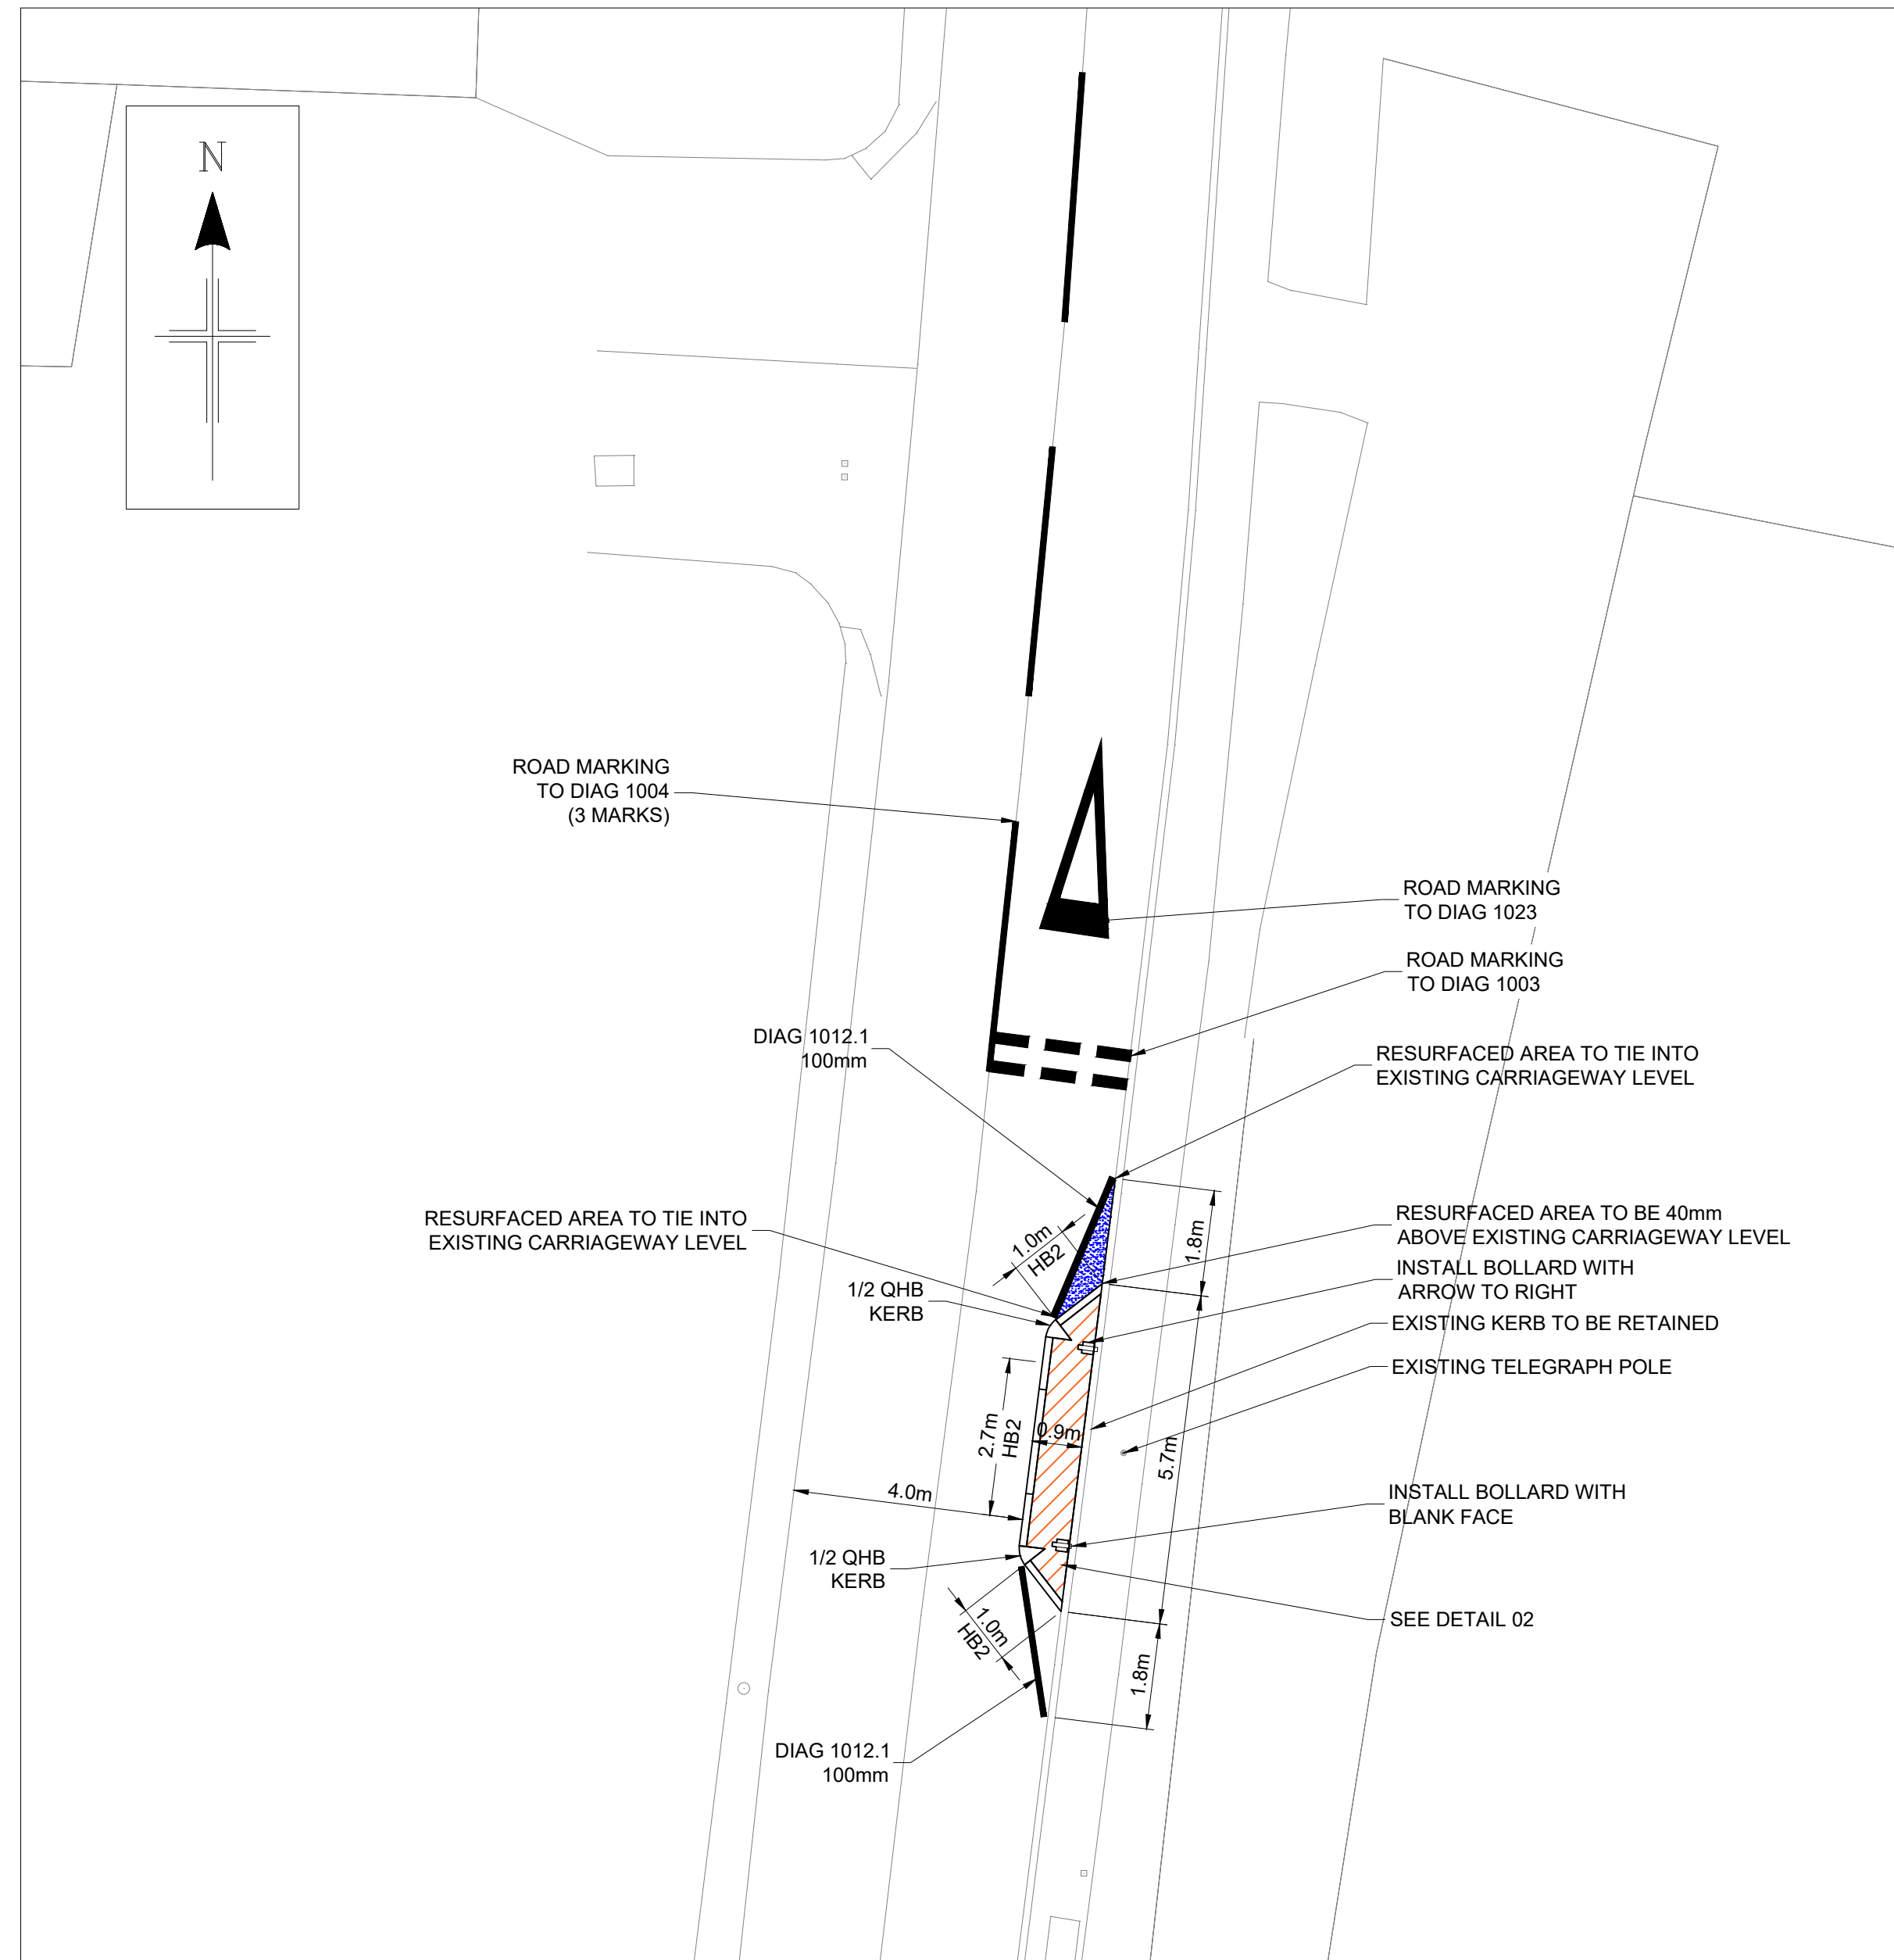 N
ROAD MARKING
TO DIAG 1004
(3 MARKS)
ROAD MARKING
TO DIAG 1023
ROAD MARKING
TO DIAG 1003
DIAG 1012.1
100mm
RESURFACED AREA TO TIE INTO
EXISTING CARRIAGEWAY LEVEL
RESURFACED AREA TO TIE INTO
EXISTING CARRIAGEWAY LEVEL
1.0m
HB2
1.8m
RESURFACED AREA TO BE 40mm
ABOVE EXISTING CARRIAGEWAY LEVEL
INSTALL BOLLARD WITH
ARROW TO RIGHT
1/2 QHB
KERB
EXISTING KERB TO BE RETAINED
EXISTING TELEGRAPH POLE
2.7m
HB2
0.9m
5.7m
4.0m
INSTALL BOLLARD WITH
BLANK FACE
1/2 QHB
KERB
SEE DETAIL 02
1.0m
HB2
1.8m
DIAG 1012.1
100mm